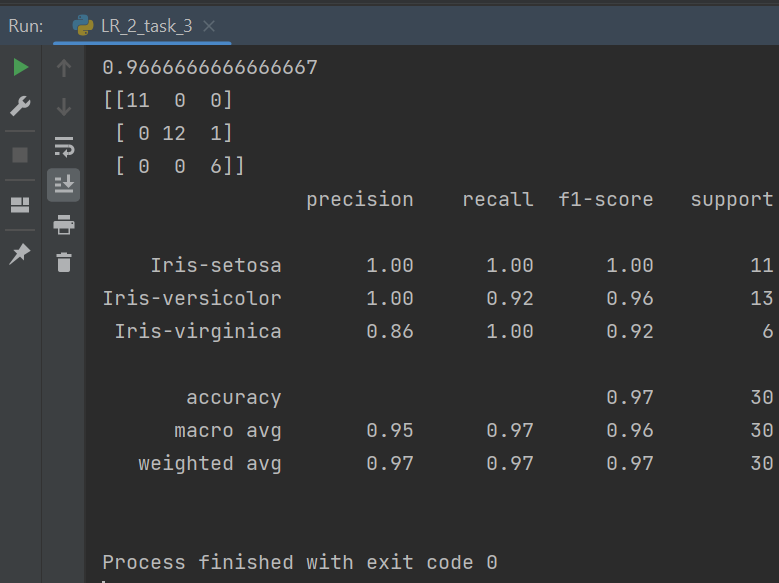 Run: LR_2_task_3
0.9666666666666667
[[11  0  0]
 [ 0 12  1]
 [ 0  0  6]]
                 precision    recall  f1-score   support
    Iris-setosa       1.00      1.00      1.00        11
Iris-versicolor       1.00      0.92      0.96        13
 Iris-virginica       0.86      1.00      0.92         6
       accuracy                           0.97        30
      macro avg       0.95      0.97      0.96        30
   weighted avg       0.97      0.97      0.97        30
Process finished with exit code 0